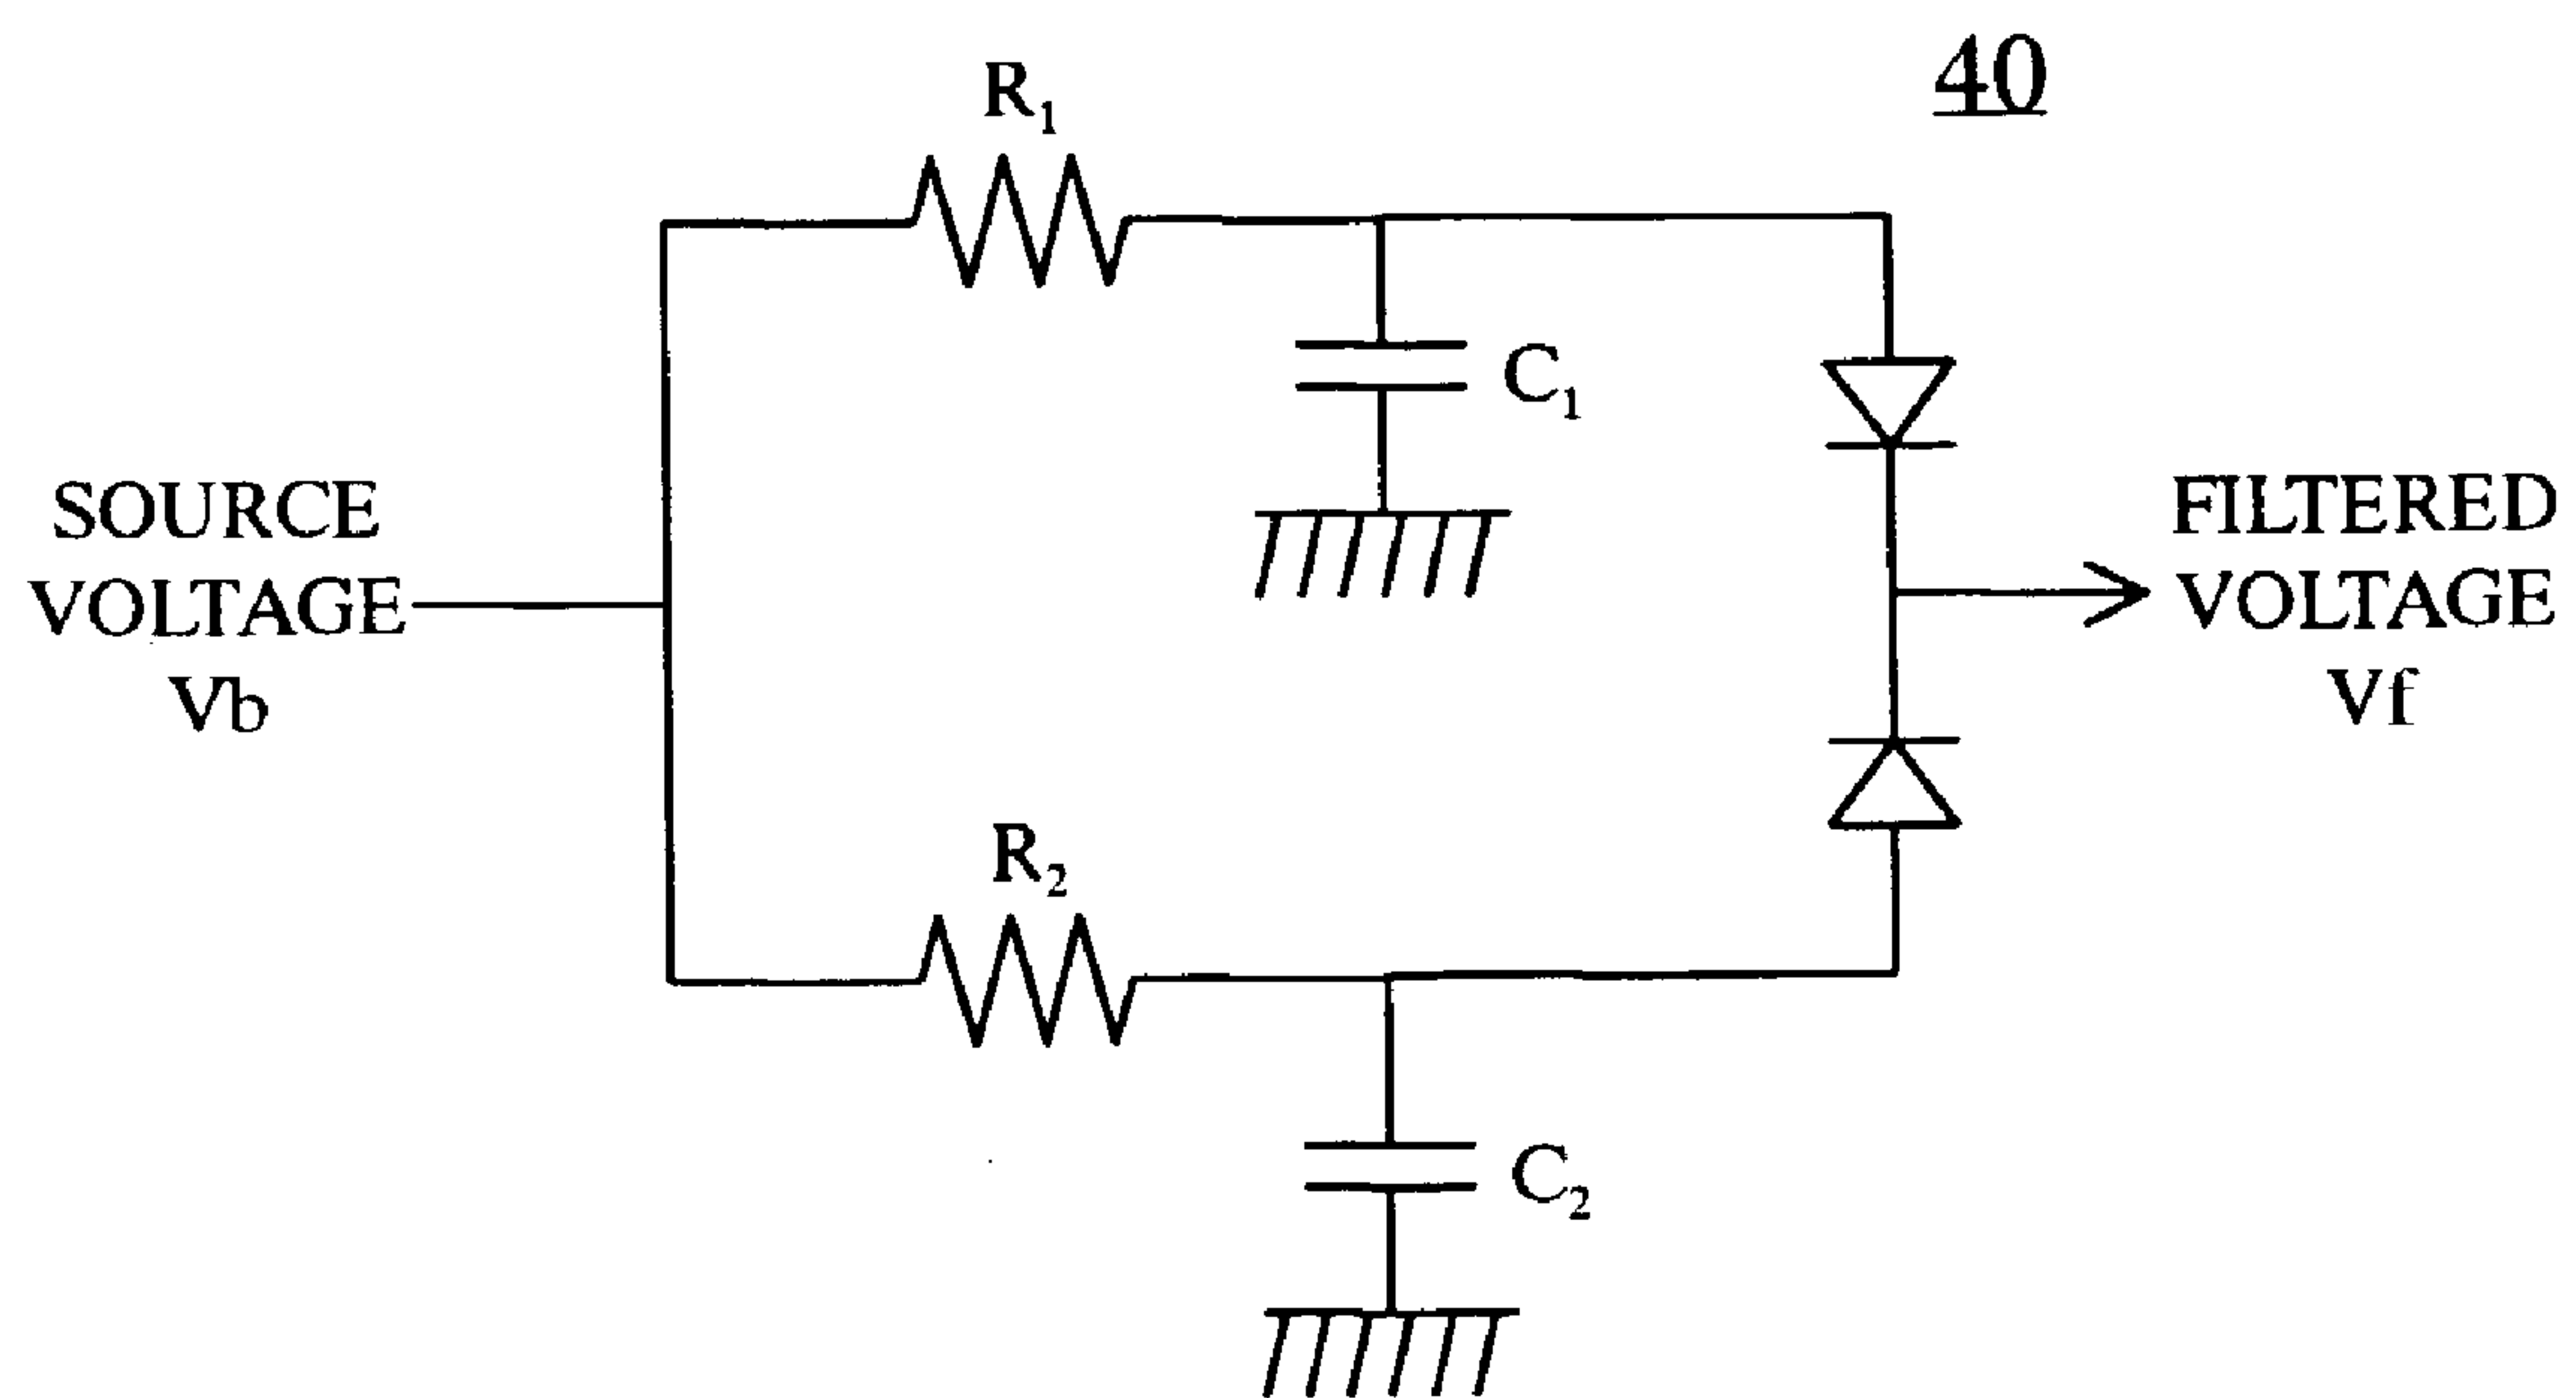 40
R₁
C₁
SOURCE
VOLTAGE
Vb
FILTERED
VOLTAGE
Vf
R₂
C₂